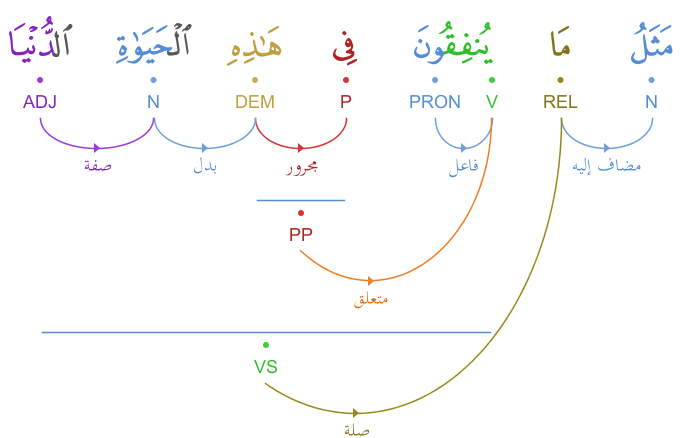 مَثَلُ مَا يُنفِقُونَ فِى هَـٰذِهِ ٱلْحَيَوٰةِ ٱلدُّنْيَا
N REL V PRON P DEM N ADJ
مضاف إليه فاعل مجرور بدل صفة
PP
متعلق
VS
صلة